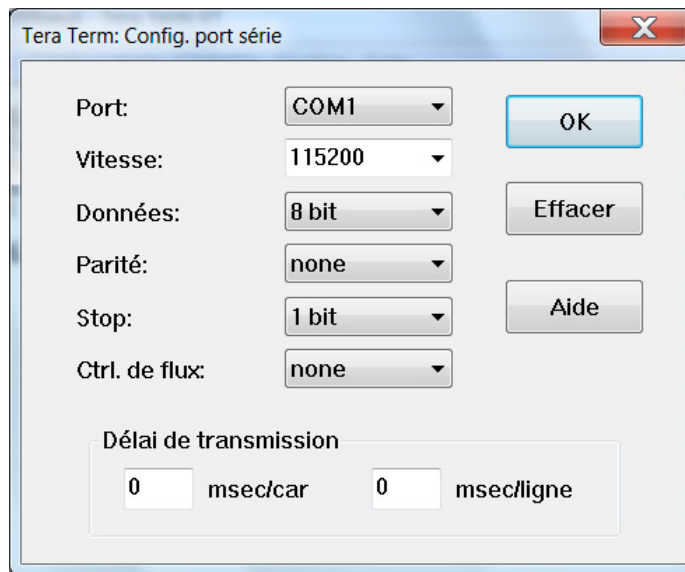 Tera Term: Config. port série
Port: COM1
OK
Vitesse: 115200
Données: 8 bit
Effacer
Parité: none
Stop: 1 bit
Aide
Ctrl. de flux: none
Délai de transmission
0 msec/car 0 msec/ligne